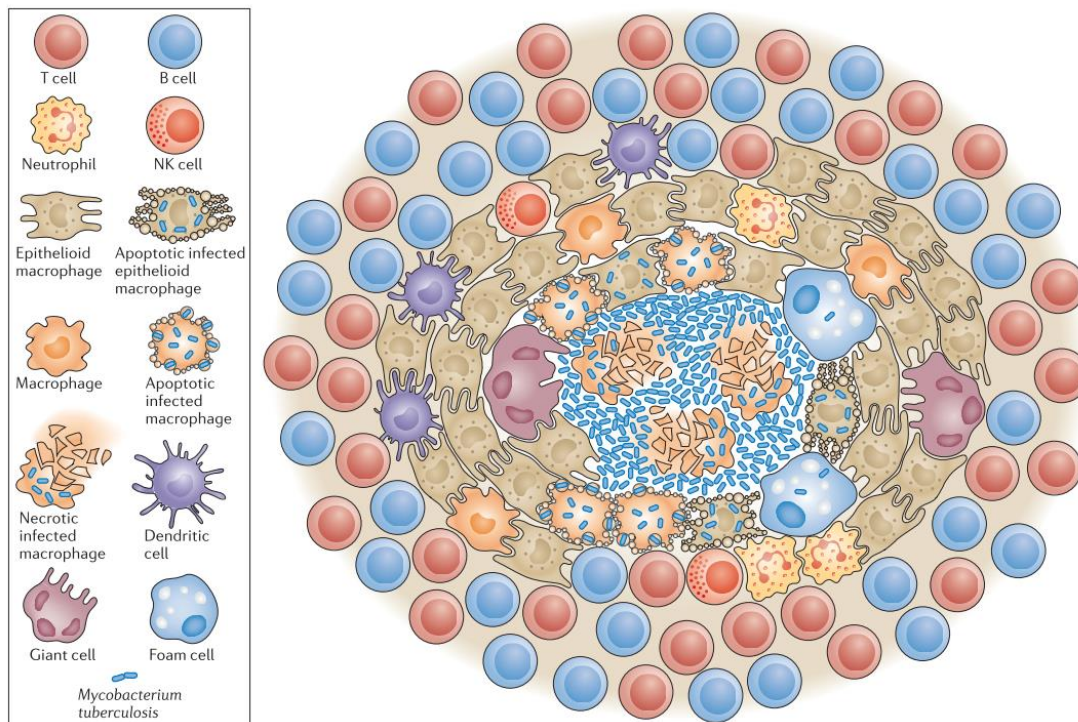 T cell
B cell
Neutrophil
NK cell
Epithelioid
macrophage
Apoptotic infected
epithelioid
macrophage
Macrophage
Apoptotic
infected
macrophage
Necrotic
infected
macrophage
Dendritic
cell
Giant cell
Foam cell
Mycobacterium
tuberculosis